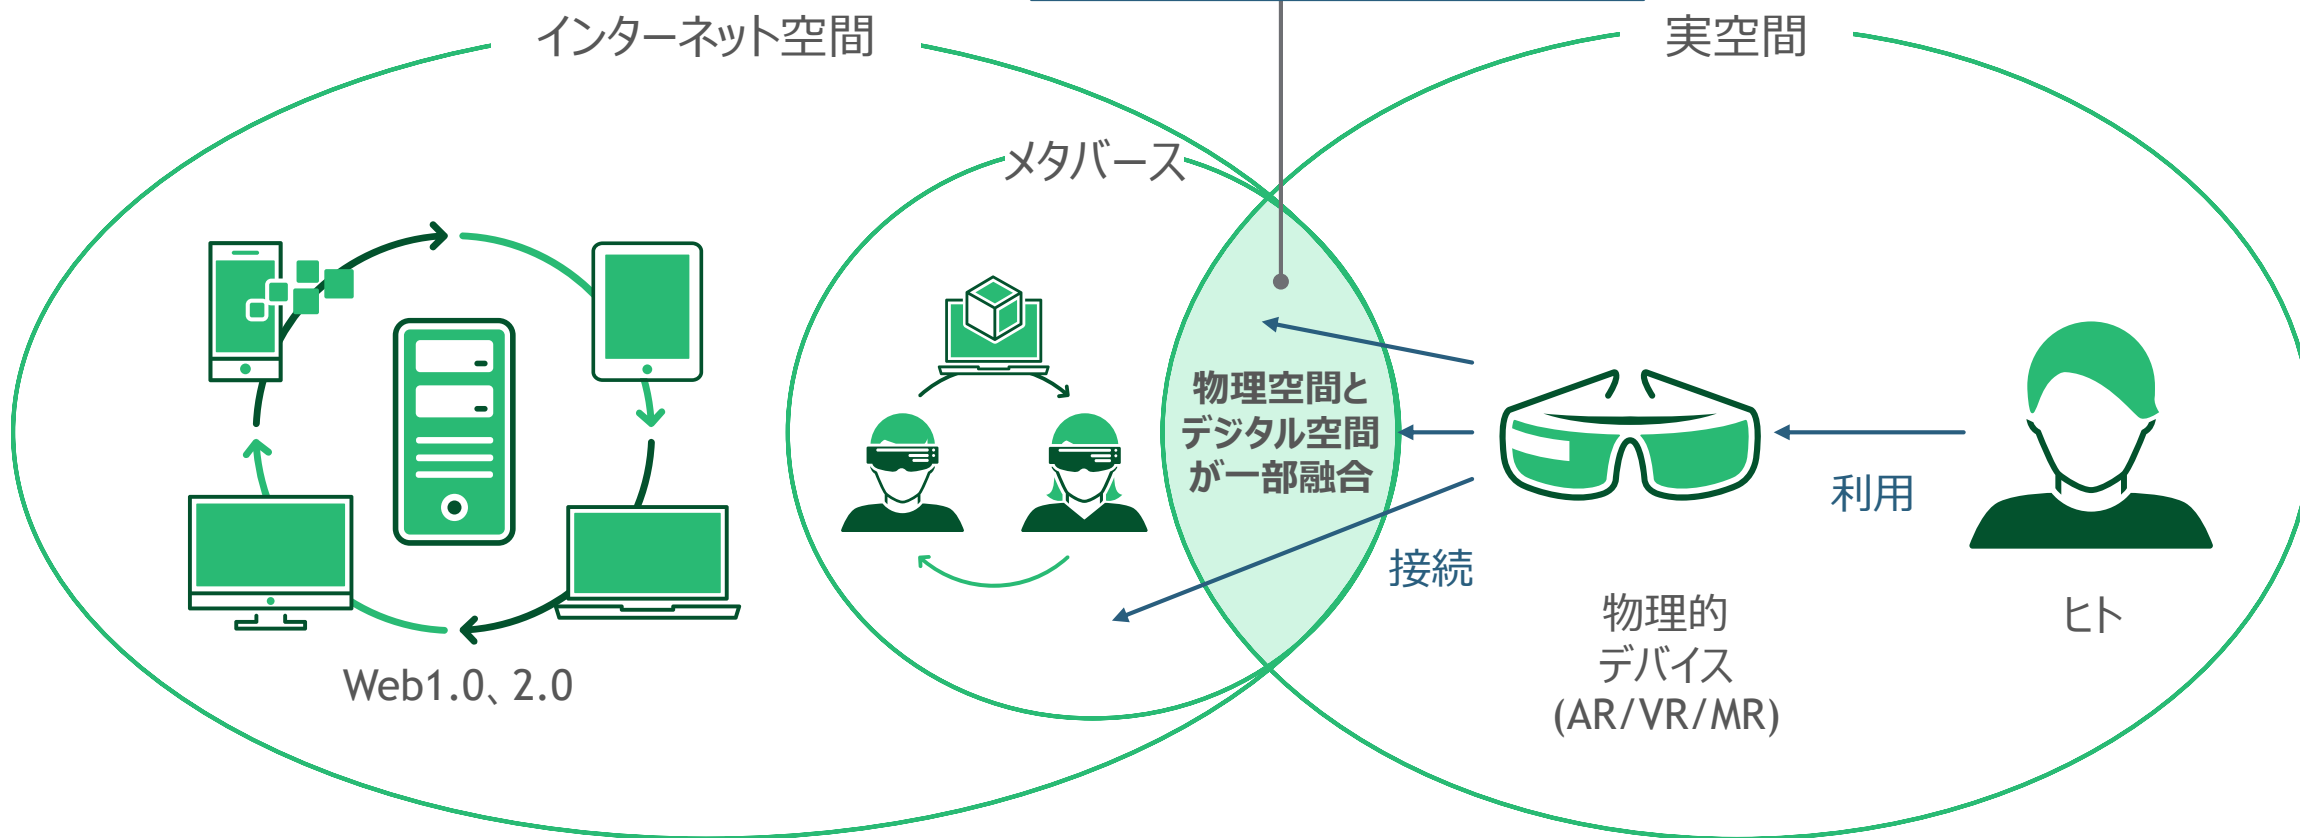 インターネット空間
実空間
メタバース
物理空間と
デジタル空間
が一部融合
利用
接続
物理的
デバイス
(AR/VR/MR)
ヒト
Web1.0、2.0